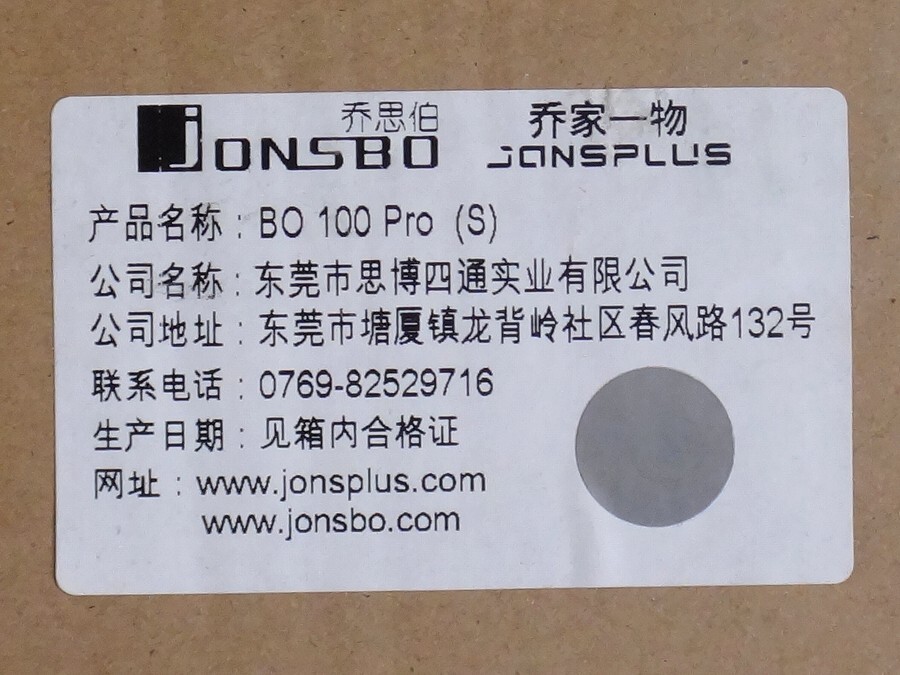 乔思伯
JONSBO
乔家一物
JONSPLUS
产品名称：BO 100 Pro (S)
公司名称：东莞市思博四通实业有限公司
公司地址：东莞市塘厦镇龙背岭社区春风路132号
联系电话：0769-82529716
生产日期：见箱内合格证
网址：www.jonsplus.com
www.jonsbo.com